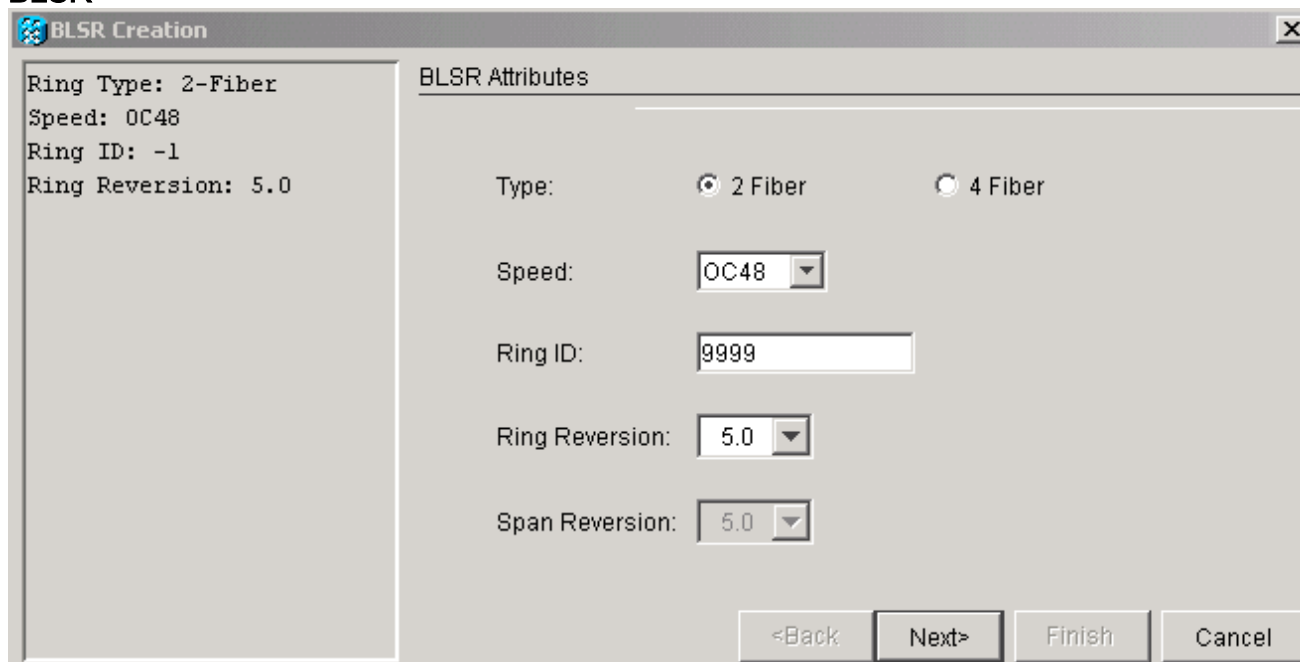 BLSR
BLSR Creation
Ring Type: 2-Fiber
Speed: OC48
Ring ID: -1
Ring Reversion: 5.0
BLSR Attributes
Type: 2 Fiber 4 Fiber
Speed: OC48
Ring ID: 9999
Ring Reversion: 5.0
Span Reversion: 5.0
<Back Next> Finish Cancel